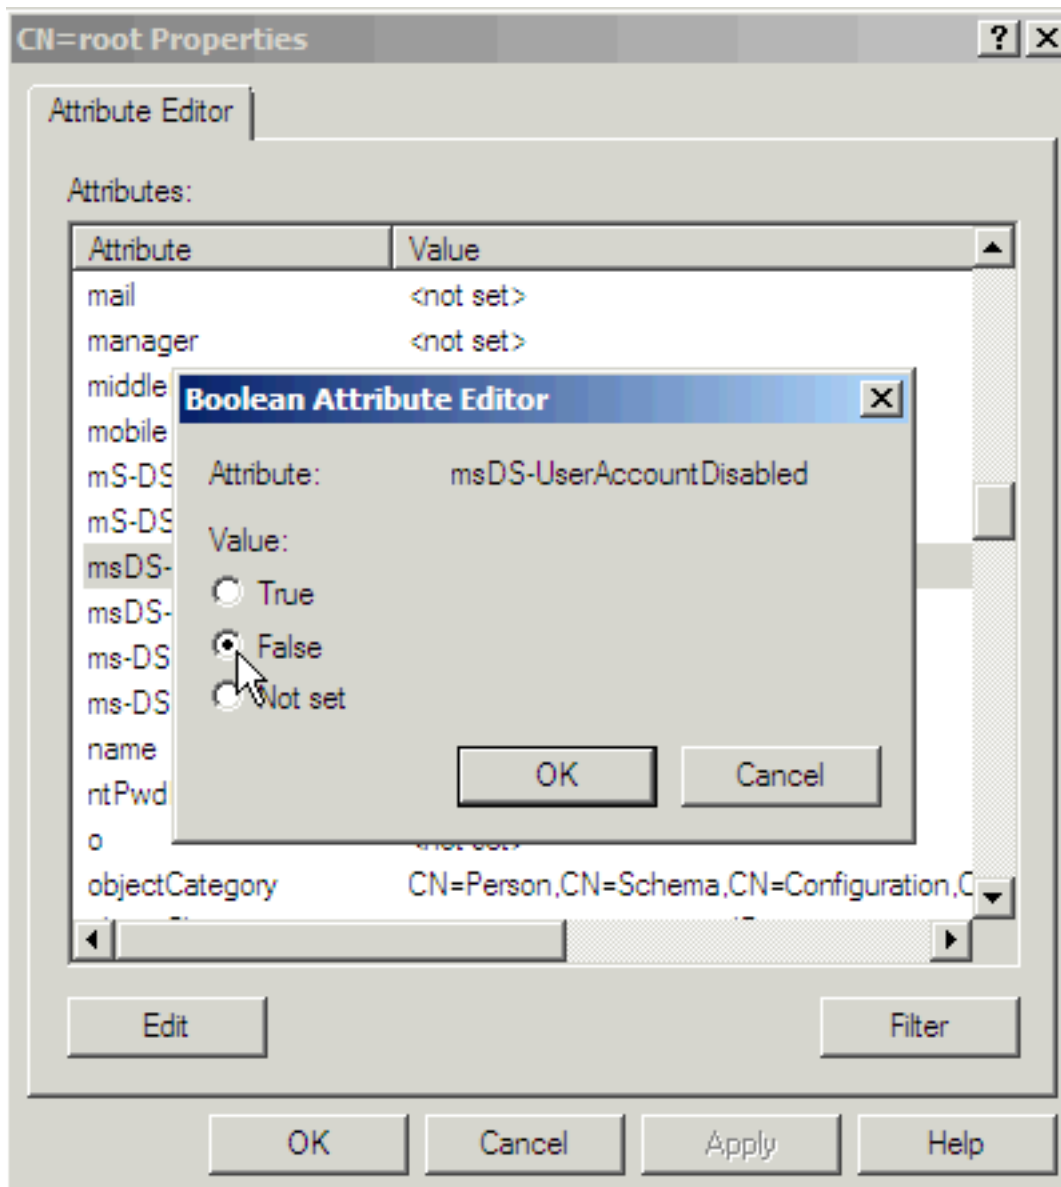 CN=root Properties
Attribute Editor
Attributes:
Attribute Value
mail <not set>
manager <not set>
middle
mobile
mS-DS
mS-DS
msDS-
msDS-
ms-DS
ms-DS
name
ntPwd
o <not set>
objectCategory CN=Person,CN=Schema,CN=Configuration,C
Boolean Attribute Editor
Attribute: msDS-UserAccountDisabled
Value:
True
False
Not set
OK Cancel
Edit Filter
OK Cancel Apply Help